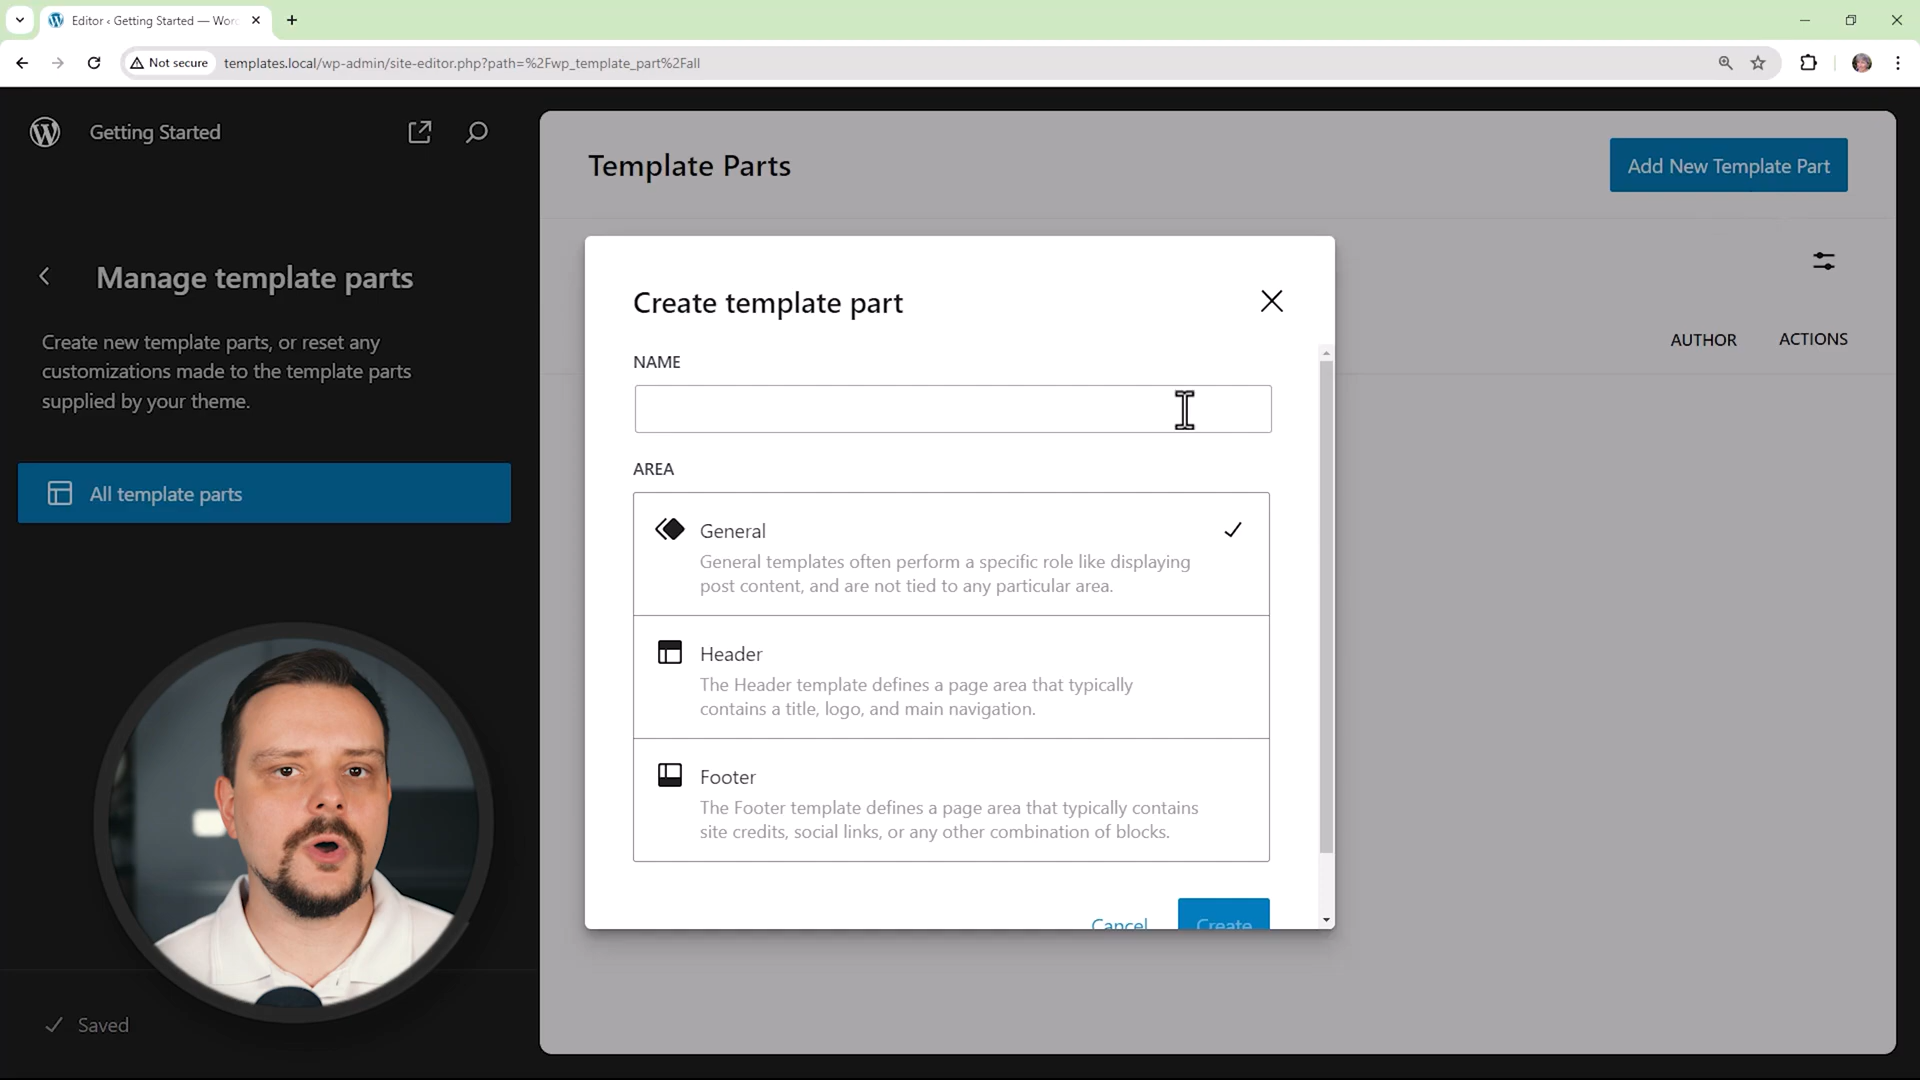 Editor ‹ Getting Started — Wor
Not secure
templates.local/wp-admin/site-editor.php?path=%2Fwp_template_part%2Fall
Getting Started
Manage template parts
Create new template parts, or reset any
customizations made to the template parts
supplied by your theme.
All template parts
Saved
Template Parts
Add New Template Part
AUTHOR
ACTIONS
Create template part
NAME
AREA
General
General templates often perform a specific role like displaying
post content, and are not tied to any particular area.
Header
The Header template defines a page area that typically
contains a title, logo, and main navigation.
Footer
The Footer template defines a page area that typically contains
site credits, social links, or any other combination of blocks.
Cancel
Create